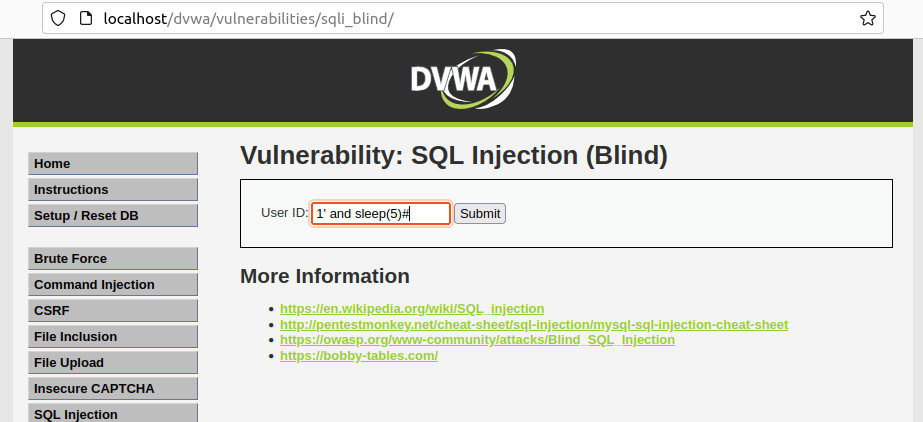 localhost/dvwa/vulnerabilities/sqli_blind/
DVWA
Home
Instructions
Setup / Reset DB
Brute Force
Command Injection
CSRF
File Inclusion
File Upload
Insecure CAPTCHA
SQL Injection
Vulnerability: SQL Injection (Blind)
User ID: 1' and sleep(5)# Submit
More Information
https://en.wikipedia.org/wiki/SQL_injection
http://pentestmonkey.net/cheat-sheet/sql-injection/mysql-sql-injection-cheat-sheet
https://owasp.org/www-community/attacks/Blind_SQL_Injection
https://bobby-tables.com/